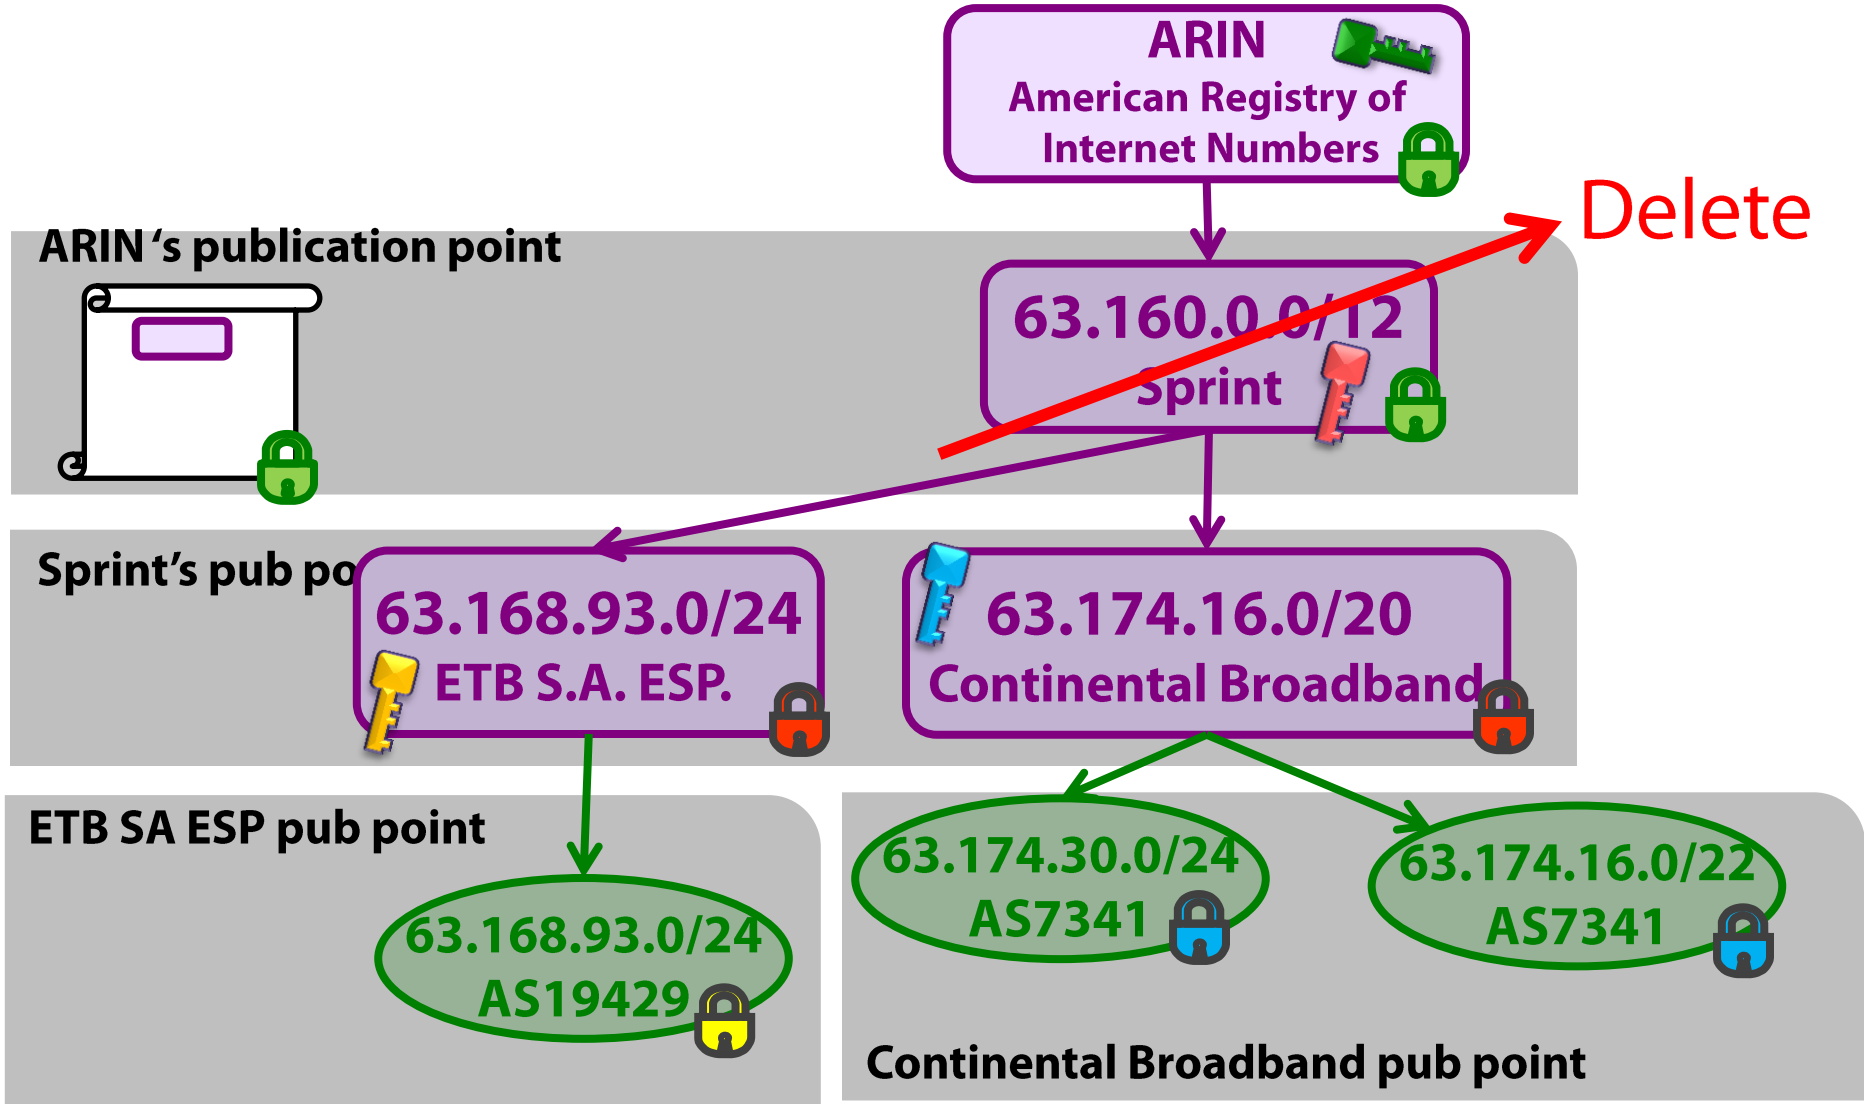 ARIN
American Registry of
Internet Numbers
Delete
ARIN ‘s publication point
63.160.0.0/12
Sprint
Sprint’s pub po
63.168.93.0/24
ETB S.A. ESP.
63.174.16.0/20
Continental Broadband
ETB SA ESP pub point
63.168.93.0/24
AS19429
63.174.30.0/24
AS7341
63.174.16.0/22
AS7341
Continental Broadband pub point